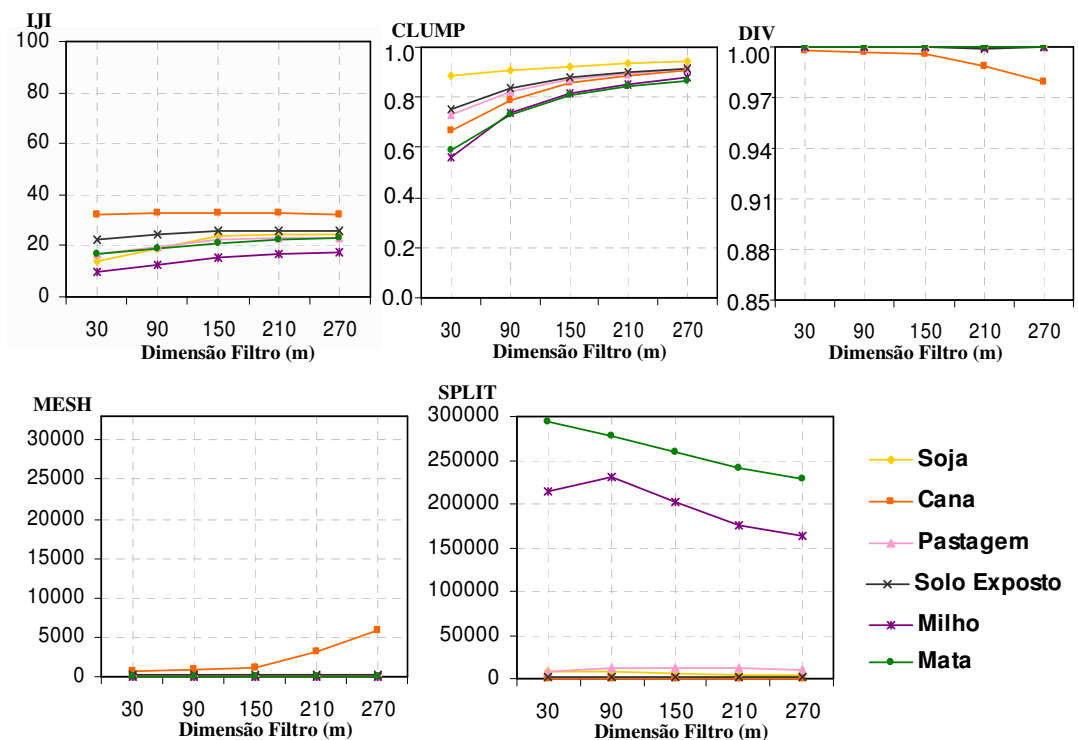 IJI
100
80
60
40
20
0
30 90 150 210 270
Dimensão Filtro (m)
CLUMP
1.0
0.8
0.6
0.4
0.2
0.0
30 90 150 210 270
Dimensão Filtro (m)
DIV
1.00
0.97
0.94
0.91
0.88
0.85
30 90 150 210 270
Dimensão Filtro (m)
MESH
30000
25000
20000
15000
10000
5000
0
30 90 150 210 270
Dimensão Filtro (m)
SPLIT
300000
250000
200000
150000
100000
50000
0
30 90 150 210 270
Dimensão Filtro (m)
Soja
Cana
Pastagem
Solo Exposto
Milho
Mata